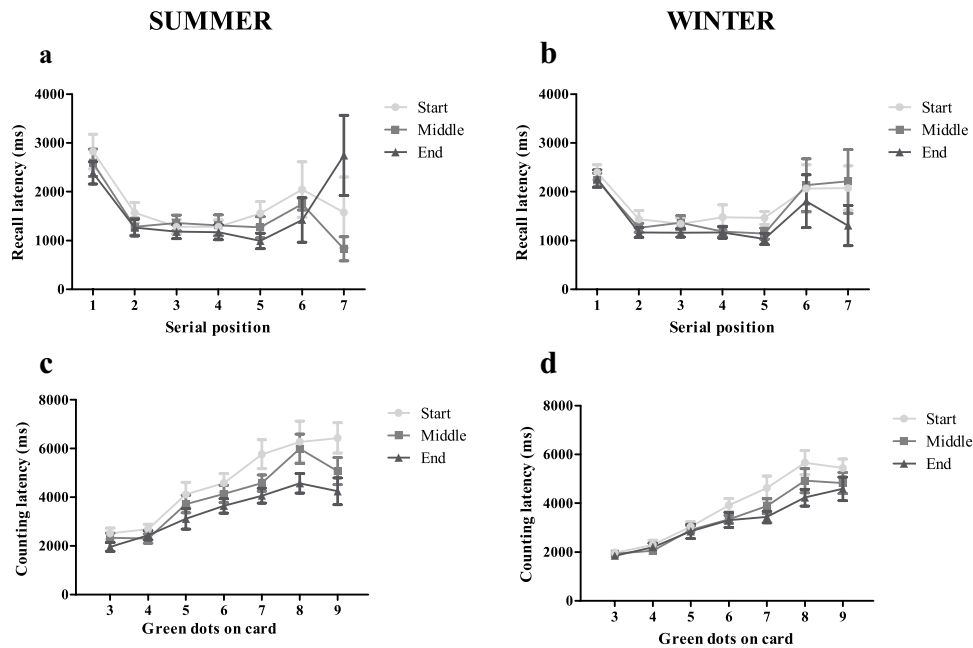 SUMMER
WINTER
a
Recall latency (ms)
4000
3000
2000
1000
0
1 2 3 4 5 6 7
Serial position
Start
Middle
End
b
Recall latency (ms)
4000
3000
2000
1000
0
1 2 3 4 5 6 7
Serial position
Start
Middle
End
c
Counting latency (ms)
8000
6000
4000
2000
0
3 4 5 6 7 8 9
Green dots on card
Start
Middle
End
d
Counting latency (ms)
8000
6000
4000
2000
0
3 4 5 6 7 8 9
Green dots on card
Start
Middle
End